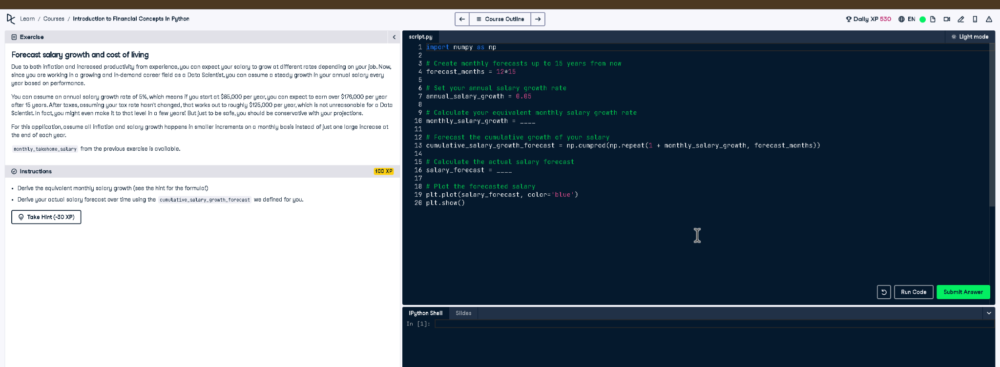 Learn / Courses / Introduction to Financial Concepts in Python
Course Outline
Daily XP 530
EN
Exercise
Forecast salary growth and cost of living
Due to both inflation and increased productivity from experience, you can expect your salary to grow at different rates depending on your job. Now,
since you are working in a growing and in-demand career field as a Data Scientist, you can assume a steady growth in your annual salary every
year based on performance.
You can assume an annual salary growth rate of 5%, which means if you start at $85,000 per year, you can expect to earn over $176,000 per year
after 15 years. After taxes, assuming your tax rate hasn't changed, that works out to roughly $125,000 per year, which is not unreasonable for a Data
Scientist. In fact, you might even make it to that level in a few years! But just to be safe, you should be conservative with your projections.
For this application, assume all inflation and salary growth happens in smaller increments on a monthly basis instead of just one large increase at
the end of each year.
monthly_takehome_salary from the previous exercise is available.
Instructions
100 XP
• Derive the equivalent monthly salary growth (see the hint for the formula!)
• Derive your actual salary forecast over time using the cumulative_salary_growth_forecast we defined for you.
Take Hint (-30 XP)
script.py
Light mode
1 import numpy as np
2
3 # Create monthly forecasts up to 15 years from now
4 forecast_months = 12*15
5
6 # Set your annual salary growth rate
7 annual_salary_growth = 0.05
8
9 # Calculate your equivalent monthly salary growth rate
10 monthly_salary_growth = ____
11
12 # Forecast the cumulative growth of your salary
13 cumulative_salary_growth_forecast = np.cumprod(np.repeat(1 + monthly_salary_growth, forecast_months))
14
15 # Calculate the actual salary forecast
16 salary_forecast = ____
17
18 # Plot the forecasted salary
19 plt.plot(salary_forecast, color='blue')
20 plt.show()
Run Code
Submit Answer
IPython Shell
Slides
In [1]: